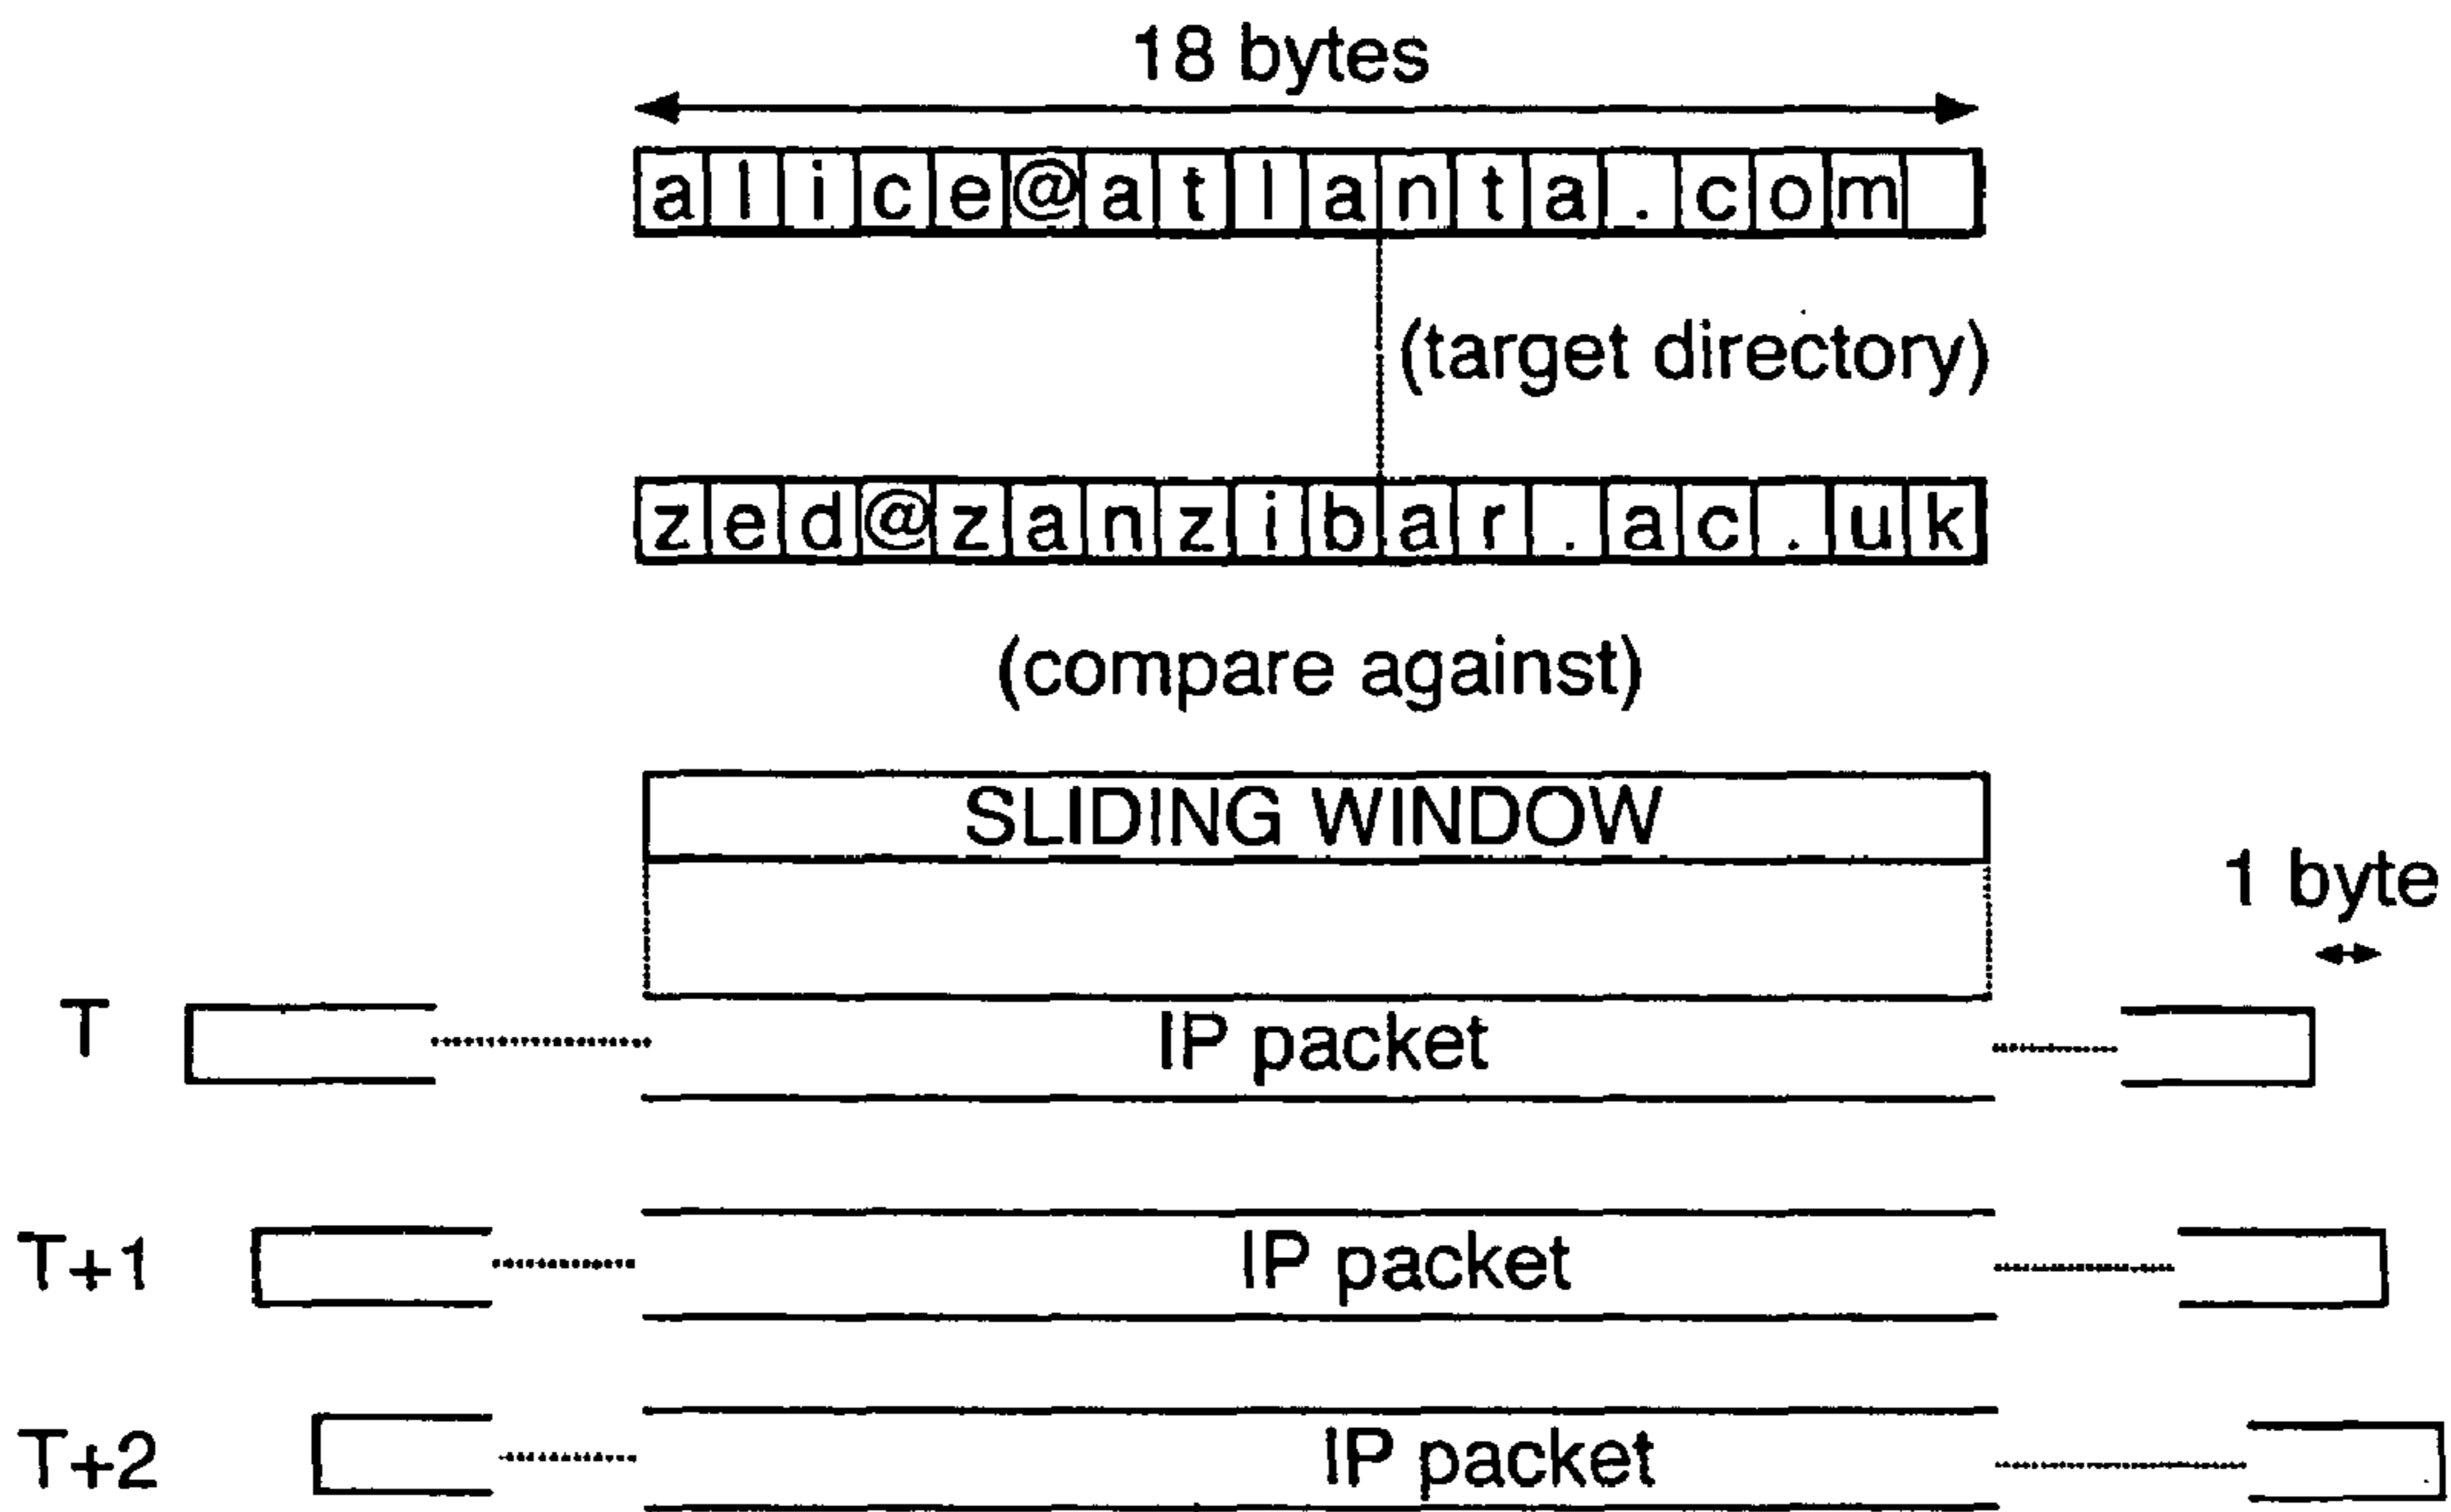 18 bytes
alice@atlanta.com
(target directory)
zed@zanzibar.ac.uk
(compare against)
SLIDING WINDOW
1 byte
T IP packet
T+1 IP packet
T+2 IP packet